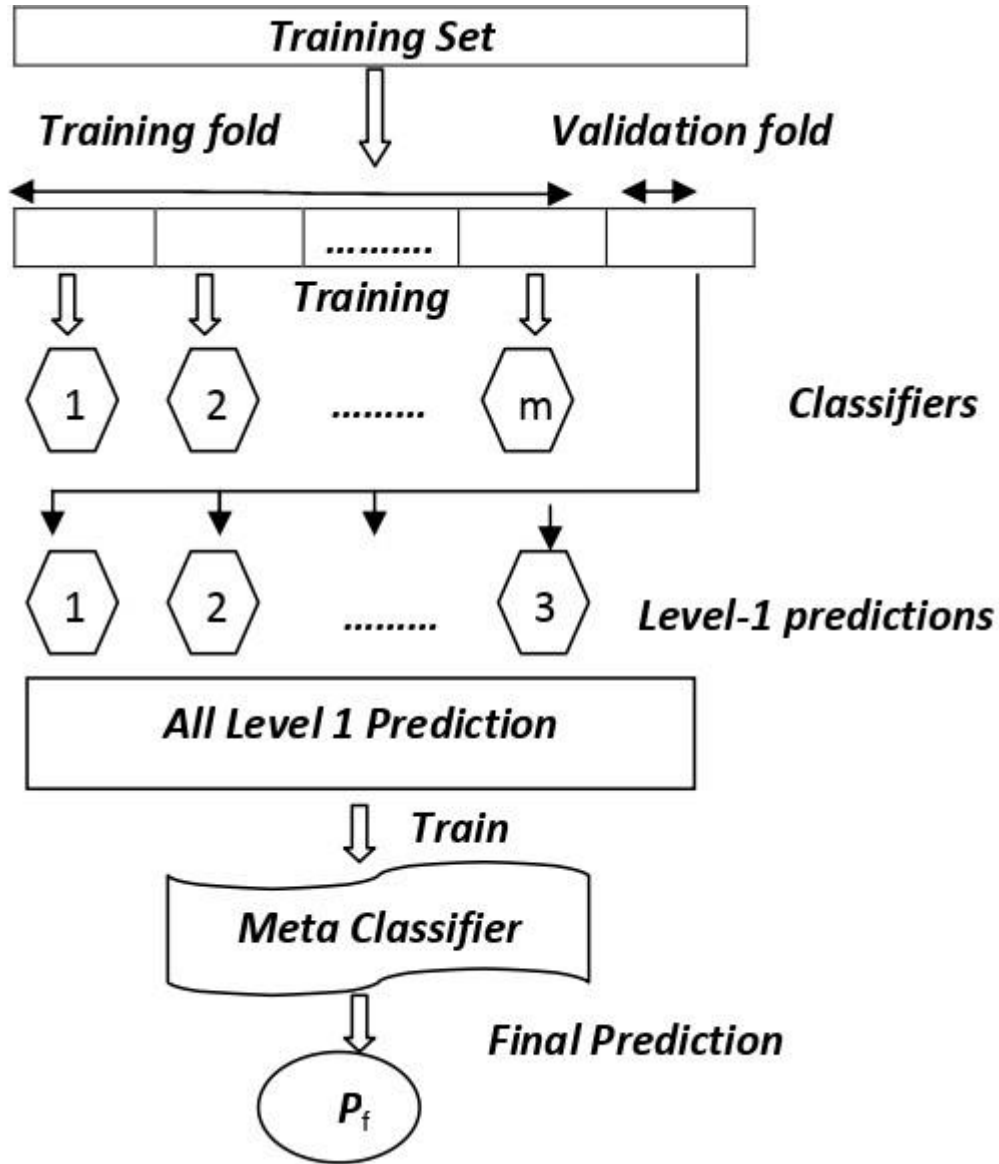 Training Set
Training fold Validation fold
..........
Training
1 2 ......... m Classifiers
1 2 ......... 3 Level-1 predictions
All Level 1 Prediction
Train
Meta Classifier
Final Prediction
Pf